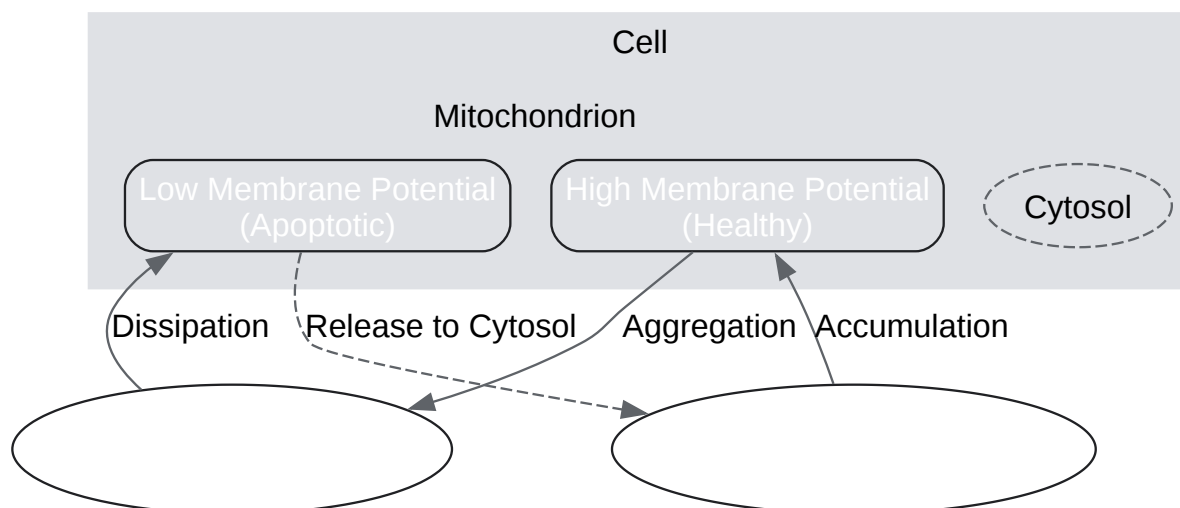 Cell
Mitochondrion
Low Membrane Potential
(Apoptotic)
High Membrane Potential
(Healthy)
Cytosol
Dissipation
Release to Cytosol
Aggregation
Accumulation